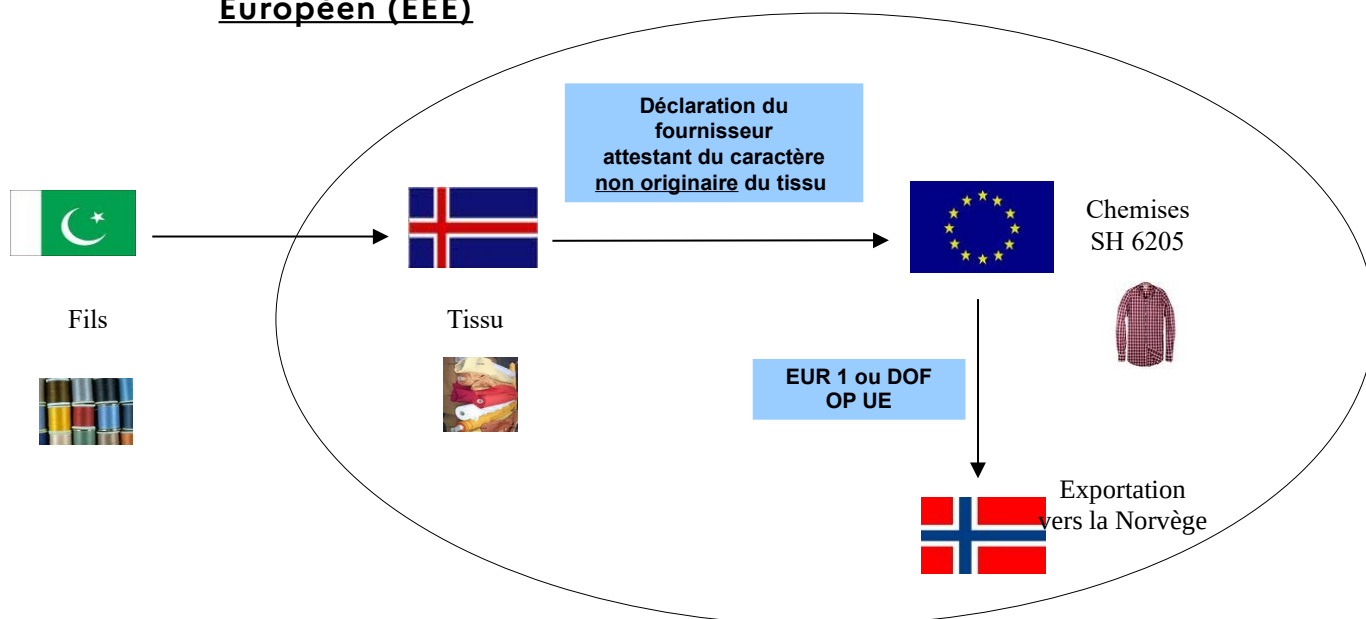 Européen (EEE)
Déclaration du
fournisseur
attestant du caractère
non originaire du tissu
Chemises
SH 6205
Fils
Tissu
EUR 1 ou DOF
OP UE
Exportation
vers la Norvège